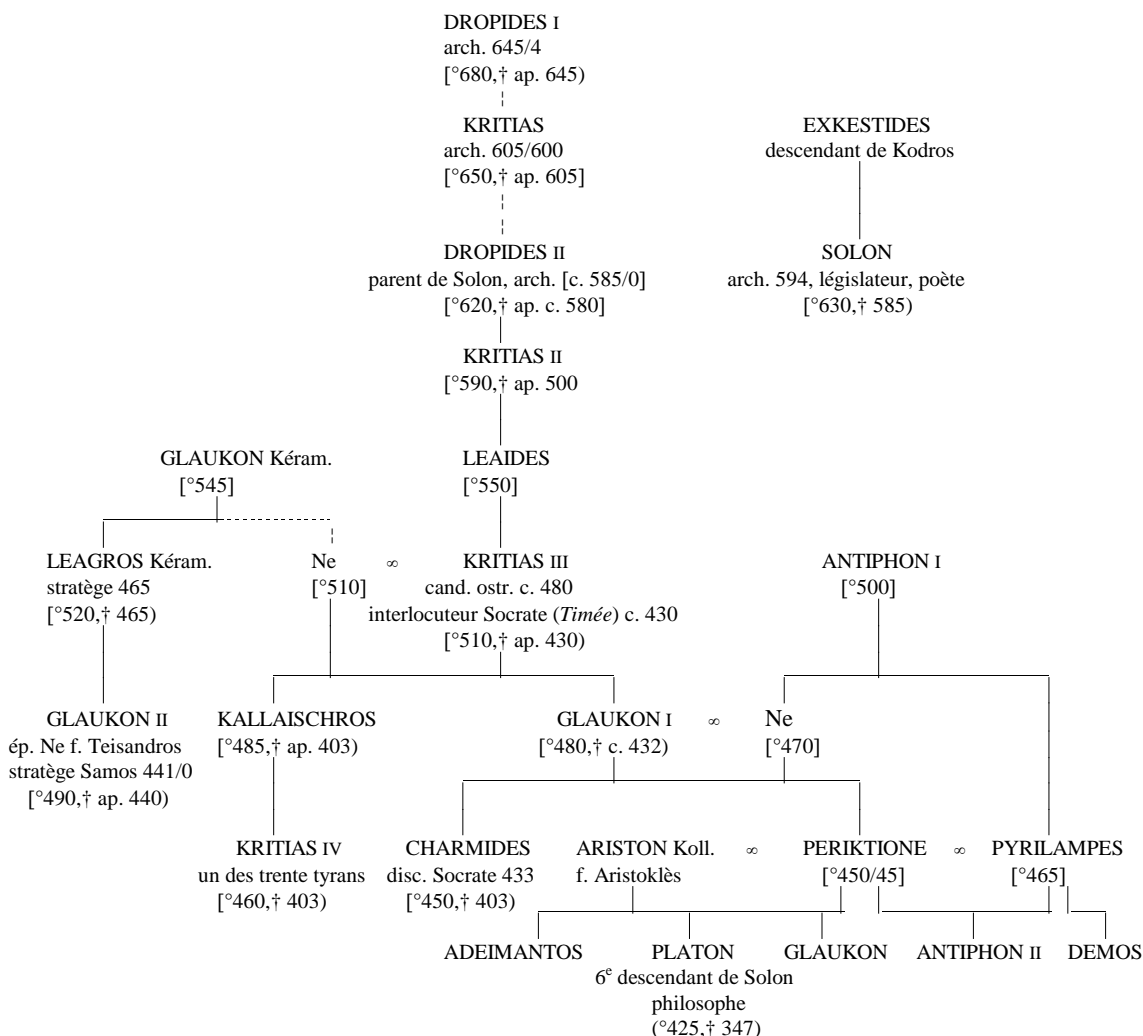 DROPIDES I
arch. 645/4
[°680,† ap. 645)
KRITIAS
arch. 605/600
[°650,† ap. 605]
EXKESTIDES
descendant de Kodros
DROPIDES II
parent de Solon, arch. [c. 585/0]
[°620,† ap. c. 580]
SOLON
arch. 594, législateur, poète
[°630,† 585)
KRITIAS II
[°590,† ap. 500
GLAUKON Kéram.
[°545]
LEAIDES
[°550]
LEAGROS Kéram.
stratège 465
[°520,† 465)
Ne
[°510]
∞
KRITIAS III
cand. ostr. c. 480
interlocuteur Socrate (Timée) c. 430
[°510,† ap. 430)
ANTIPHON I
[°500]
GLAUKON II
ép. Ne f. Teisandros
stratège Samos 441/0
[°490,† ap. 440)
KALLAISCHROS
[°485,† ap. 403)
GLAUKON I
[°480,† c. 432)
∞
Ne
[°470]
KRITIAS IV
un des trente tyrans
[°460,† 403)
CHARMIDES
disc. Socrate 433
[°450,† 403)
ARISTON Koll.
f. Aristoklès
∞
PERIKTIONE
[°450/45]
∞
PYRILAMPES
[°465]
ADEIMANTOS
PLATON
6e descendant de Solon
philosophe
(°425,† 347)
GLAUKON
ANTIPHON II
DEMOS